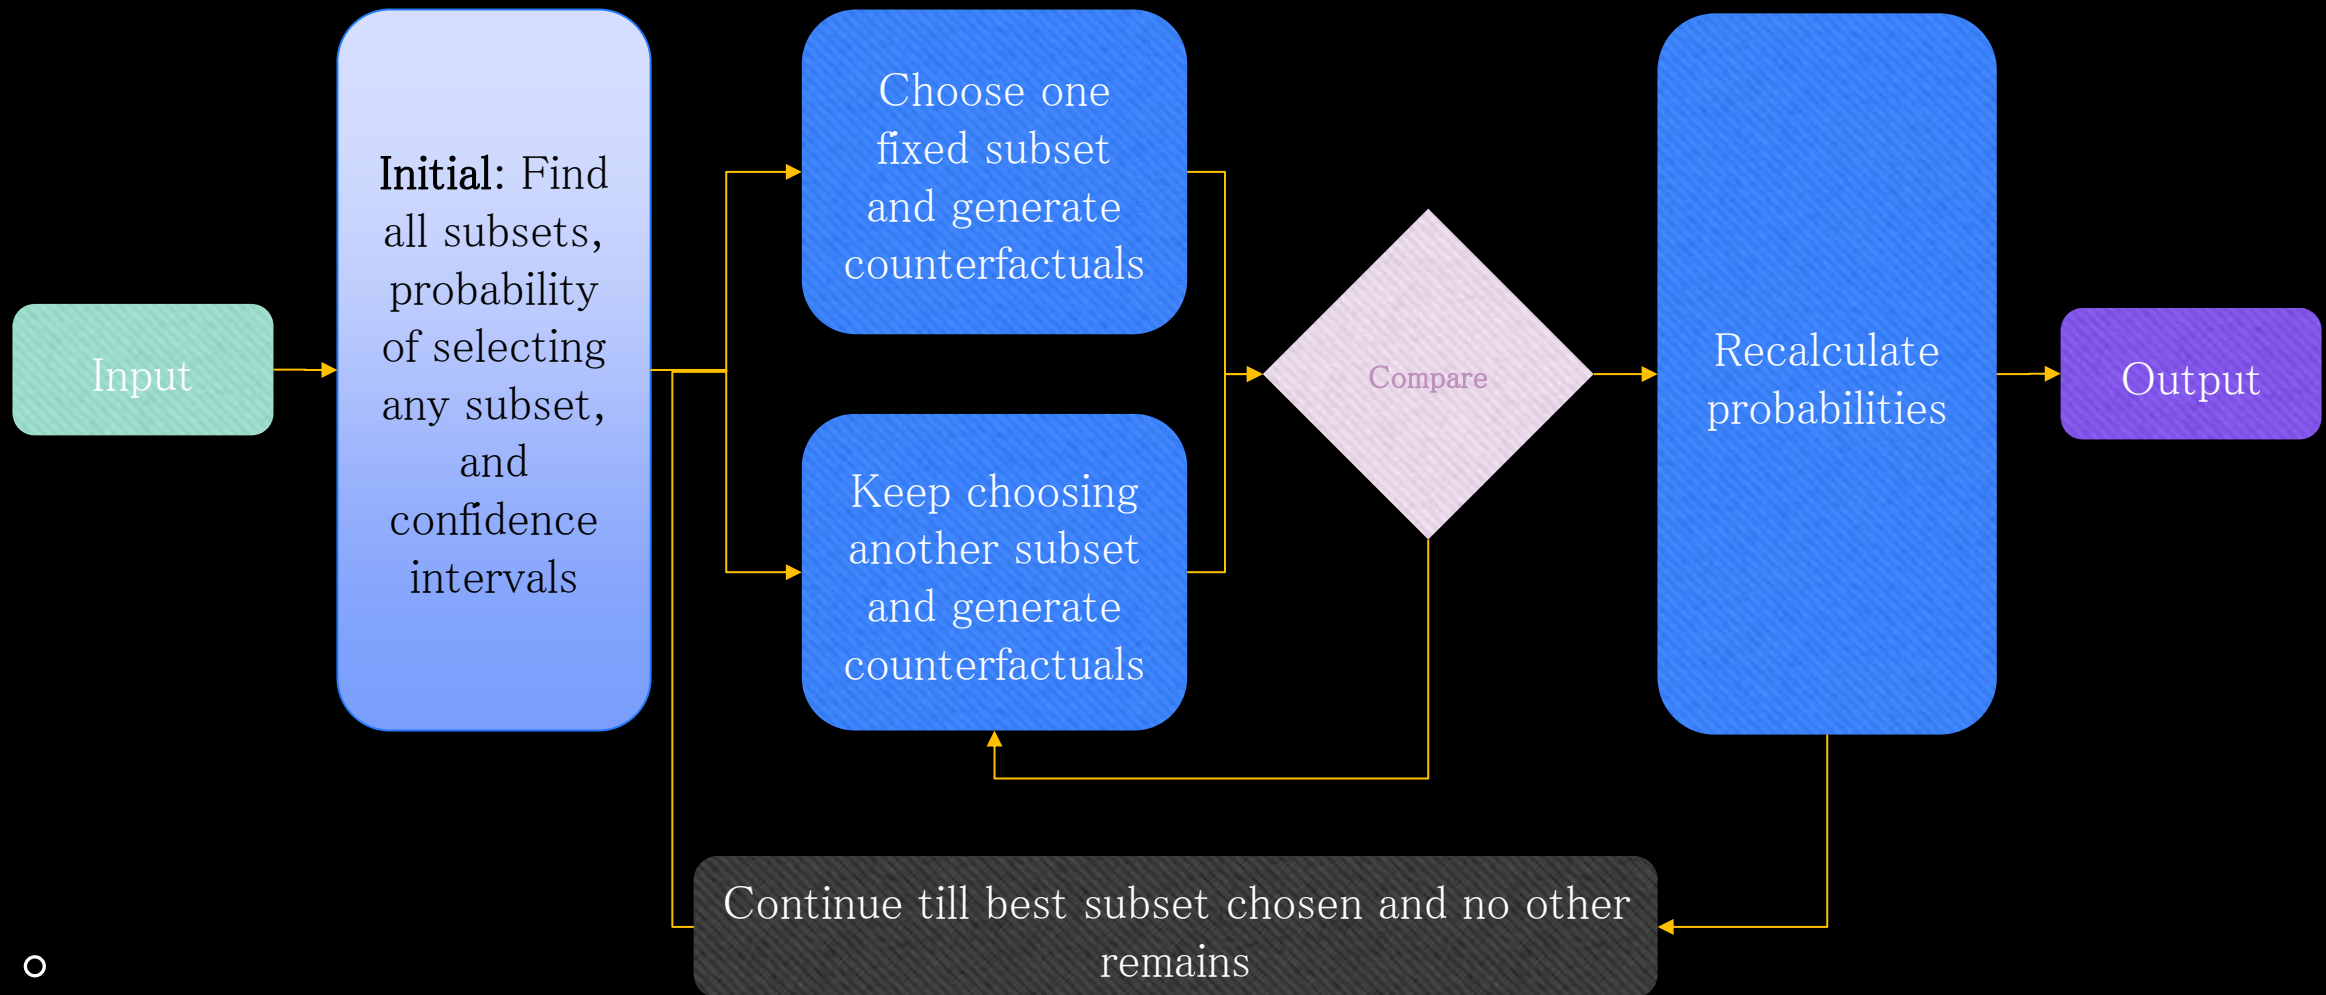 Input
Initial: Find
all subsets,
probability
of selecting
any subset,
and
confidence
intervals
Choose one
fixed subset
and generate
counterfactuals
Keep choosing
another subset
and generate
counterfactuals
Compare
Recalculate
probabilities
Output
Continue till best subset chosen and no other
remains